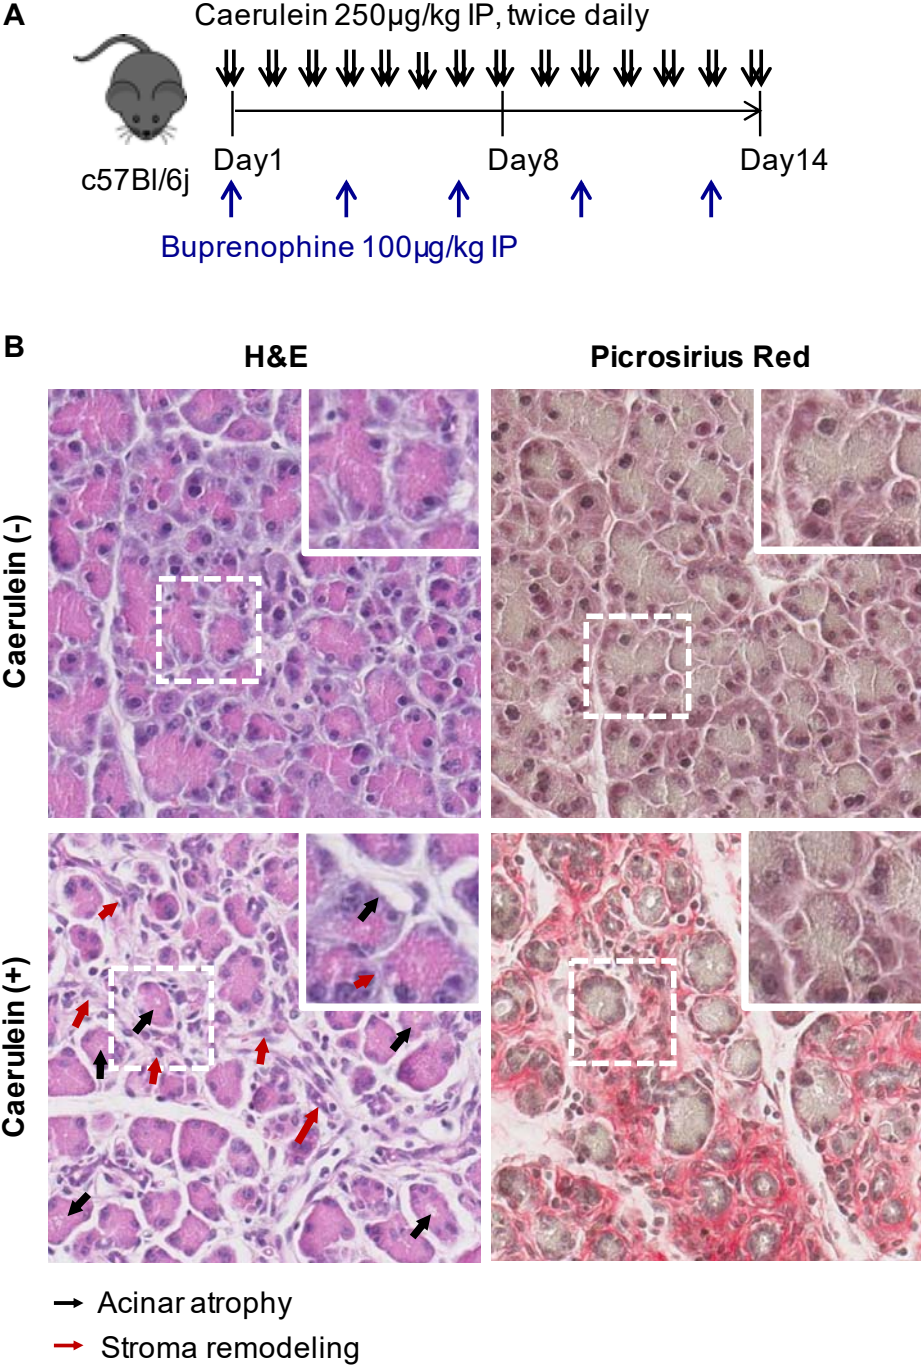 A
Caerulein 250µg/kg IP, twice daily
Day1
Day8
Day14
c57Bl/6j
Buprenophine 100µg/kg IP
B
H&E
Picrosirius Red
Caerulein (-)
Caerulein (+)
Acinar atrophy
Stroma remodeling